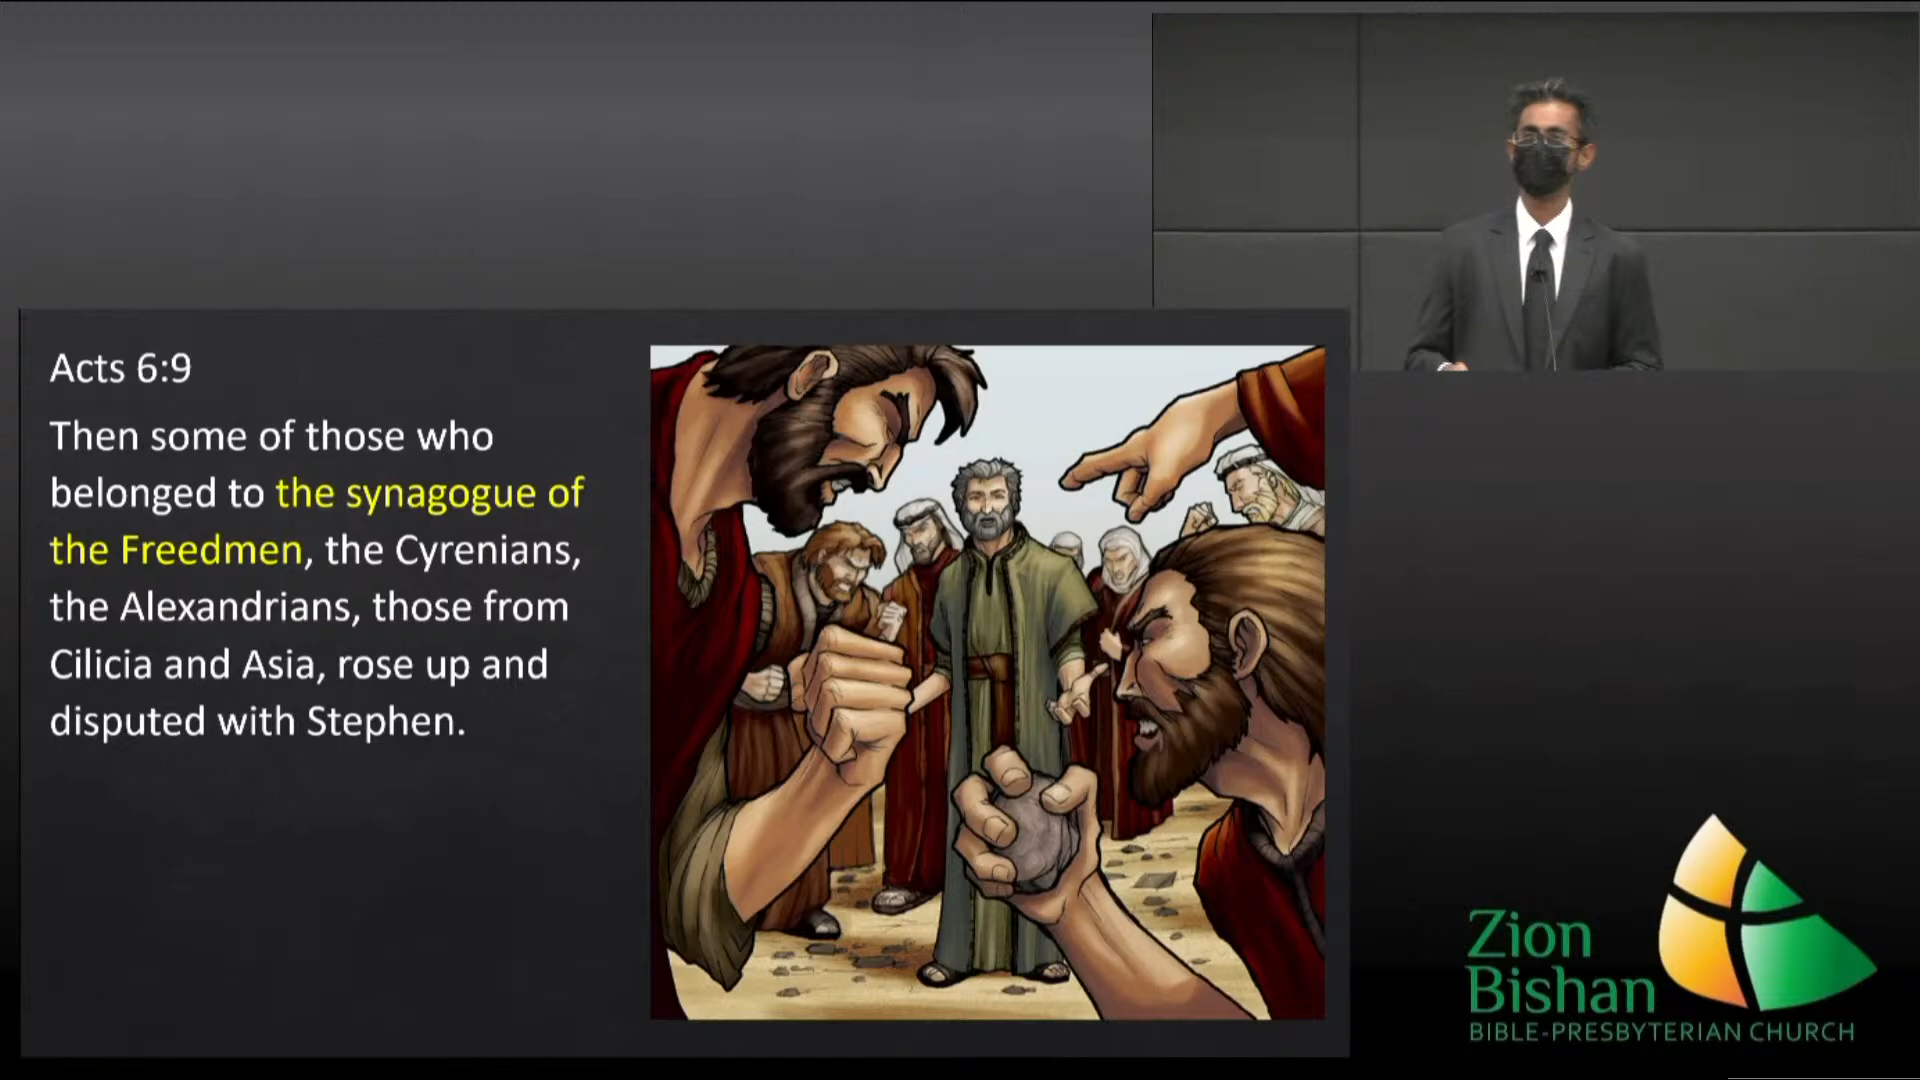 Acts 6:9
Then some of those who
belonged to the synagogue of
the Freedmen, the Cyrenians,
the Alexandrians, those from
Cilicia and Asia, rose up and
disputed with Stephen.
Zion
Bishan
BIBLE-PRESBYTERIAN CHURCH